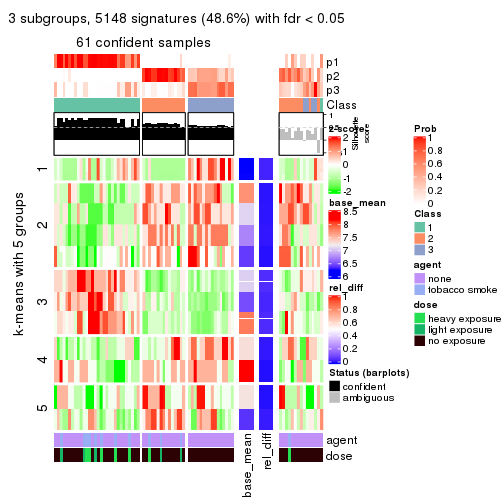 3 subgroups, 5148 signatures (48.6%) with fdr < 0.05
61 confident samples
p1
p2
p3
Class
1
0.5
0
Silhouette
score
k-means with 5 groups
1
2
3
4
5
agent
dose
base_mean
rel_diff
z-score
2
1
0
-1
-2
base_mean
8.5
8
7.5
7
6.5
6
rel_diff
1
0.8
0.6
0.4
0.2
0
Status (barplots)
confident
ambiguous
Prob
1
0.8
0.6
0.4
0.2
0
Class
1
2
3
agent
none
tobacco smoke
dose
heavy exposure
light exposure
no exposure